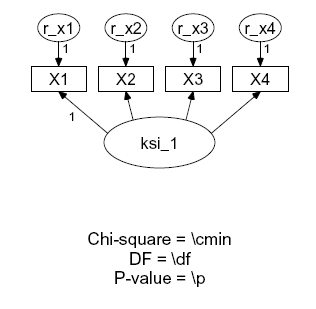 r_x1 r_x2 r_x3 r_x4
1 1 1 1
X1 X2 X3 X4
1
ksi_1
Chi-square = \cmin
DF = \df
P-value = \p